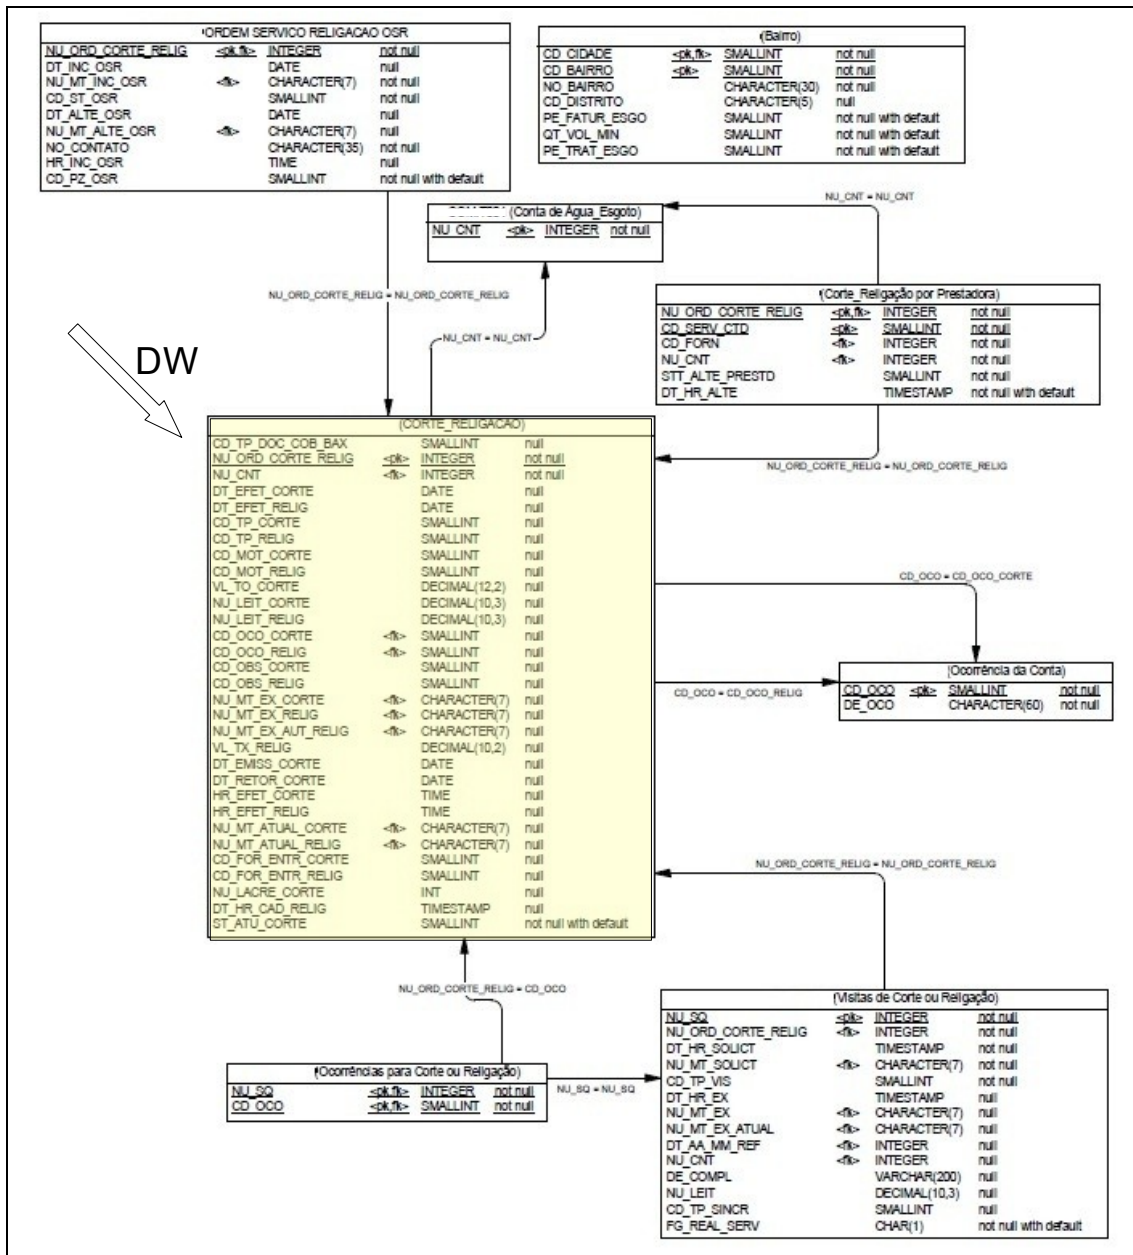 ORDEM SERVICO RELIGACAO OSR
NU_ORD_CORTE_RELIG <pk,fk> INTEGER not null
DT_INC_OSR DATE null
NU_MT_INC_OSR <fk> CHARACTER(7) not null
CD_ST_OSR SMALLINT not null
DT_ALTE_OSR DATE null
NU_MT_ALTE_OSR <fk> CHARACTER(7) null
NO_CONTATO CHARACTER(35) not null
HR_INC_OSR TIME null
CD_PZ_OSR SMALLINT not null with default
(Bairro)
CD_CIDADE <pk,fk> SMALLINT not null
CD_BAIRRO <pk> SMALLINT not null
NO_BAIRRO CHARACTER(30) not null
CD_DISTRITO CHARACTER(5) null
PE_FATUR_ESGO SMALLINT not null with default
QT_VOL_MIN SMALLINT not null with default
PE_TRAT_ESGO SMALLINT not null with default
NU_CNT = NU_CNT
(Conta de Água_Esgoto)
NU_CNT <pk> INTEGER not null
NU_ORD_CORTE_RELIG = NU_ORD_CORTE_RELIG
NU_CNT = NU_CNT
(Corte_Religação por Prestadora)
NU_ORD_CORTE_RELIG <pk,fk> INTEGER not null
CD_SERV_CTD <pk> SMALLINT not null
CD_FORN <fk> INTEGER not null
NU_CNT <fk> INTEGER not null
STT_ALTE_PRESTD SMALLINT not null
DT_HR_ALTE TIMESTAMP not null with default
DW
NU_ORD_CORTE_RELIG = NU_ORD_CORTE_RELIG
(CORTE_RELIGACAO)
CD_TP_DOC_COB_BAX SMALLINT null
NU_ORD_CORTE_RELIG <pk> INTEGER not null
NU_CNT <fk> INTEGER not null
DT_EFET_CORTE DATE null
DT_EFET_RELIG DATE null
CD_TP_CORTE SMALLINT null
CD_TP_RELIG SMALLINT null
CD_MOT_CORTE SMALLINT null
CD_MOT_RELIG SMALLINT null
VL_TO_CORTE DECIMAL(12,2) null
NU_LEIT_CORTE DECIMAL(10,3) null
NU_LEIT_RELIG DECIMAL(10,3) null
CD_OCO_CORTE <fk> SMALLINT null
CD_OCO_RELIG <fk> SMALLINT null
CD_OBS_CORTE SMALLINT null
CD_OBS_RELIG SMALLINT null
NU_MT_EX_CORTE <fk> CHARACTER(7) null
NU_MT_EX_RELIG <fk> CHARACTER(7) null
NU_MT_EX_AUT_RELIG <fk> CHARACTER(7) null
VL_TX_RELIG DECIMAL(10,2) null
DT_EMISS_CORTE DATE null
DT_RETOR_CORTE DATE null
HR_EFET_CORTE TIME null
HR_EFET_RELIG TIME null
NU_MT_ATUAL_CORTE <fk> CHARACTER(7) null
NU_MT_ATUAL_RELIG <fk> CHARACTER(7) null
CD_FOR_ENTR_CORTE SMALLINT null
CD_FOR_ENTR_RELIG SMALLINT null
NU_LACRE_CORTE INT null
DT_HR_CAD_RELIG TIMESTAMP null
ST_ATU_CORTE SMALLINT not null with default
CD_OCO = CD_OCO_CORTE
(Ocorrência da Conta)
CD_OCO <pk> SMALLINT not null
DE_OCO CHARACTER(60) not null
CD_OCO = CD_OCO_RELIG
NU_ORD_CORTE_RELIG = NU_ORD_CORTE_RELIG
NU_ORD_CORTE_RELIG = CD_OCO
(Ocorrências para Corte ou Religação)
NU_SQ <pk,fk> INTEGER not null
CD_OCO <pk,fk> SMALLINT not null
NU_SQ = NU_SQ
(Visitas de Corte ou Religação)
NU_SQ <pk> INTEGER not null
NU_ORD_CORTE_RELIG <fk> INTEGER not null
DT_HR_SOLICT TIMESTAMP not null
NU_MT_SOLICT <fk> CHARACTER(7) not null
CD_TP_VIS SMALLINT not null
DT_HR_EX TIMESTAMP null
NU_MT_EX <fk> CHARACTER(7) null
NU_MT_EX_ATUAL <fk> CHARACTER(7) null
DT_AA_MM_REF <fk> INTEGER null
NU_CNT <fk> INTEGER null
DE_COMPL VARCHAR(200) null
NU_LEIT DECIMAL(10,3) null
CD_TP_SINCR SMALLINT null
FG_REAL_SERV CHAR(1) not null with default